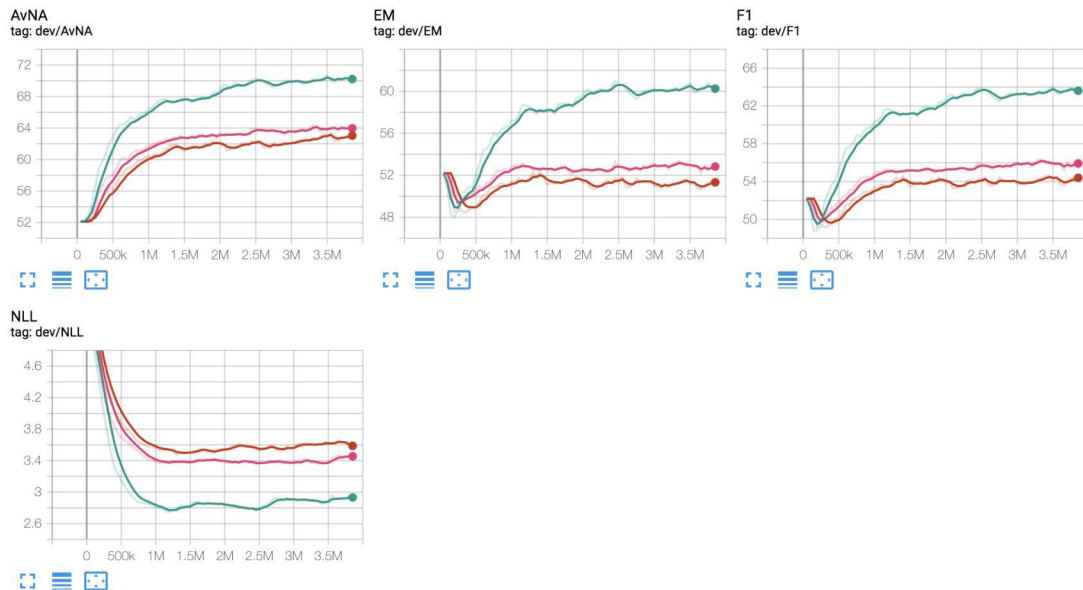 AvNA
tag: dev/AvNA
72
68
64
60
56
52
0 500k 1M 1.5M 2M 2.5M 3M 3.5M
EM
tag: dev/EM
60
56
52
48
0 500k 1M 1.5M 2M 2.5M 3M 3.5M
F1
tag: dev/F1
66
62
58
54
50
0 500k 1M 1.5M 2M 2.5M 3M 3.5M
NLL
tag: dev/NLL
4.6
4.2
3.8
3.4
3
2.6
0 500k 1M 1.5M 2M 2.5M 3M 3.5M